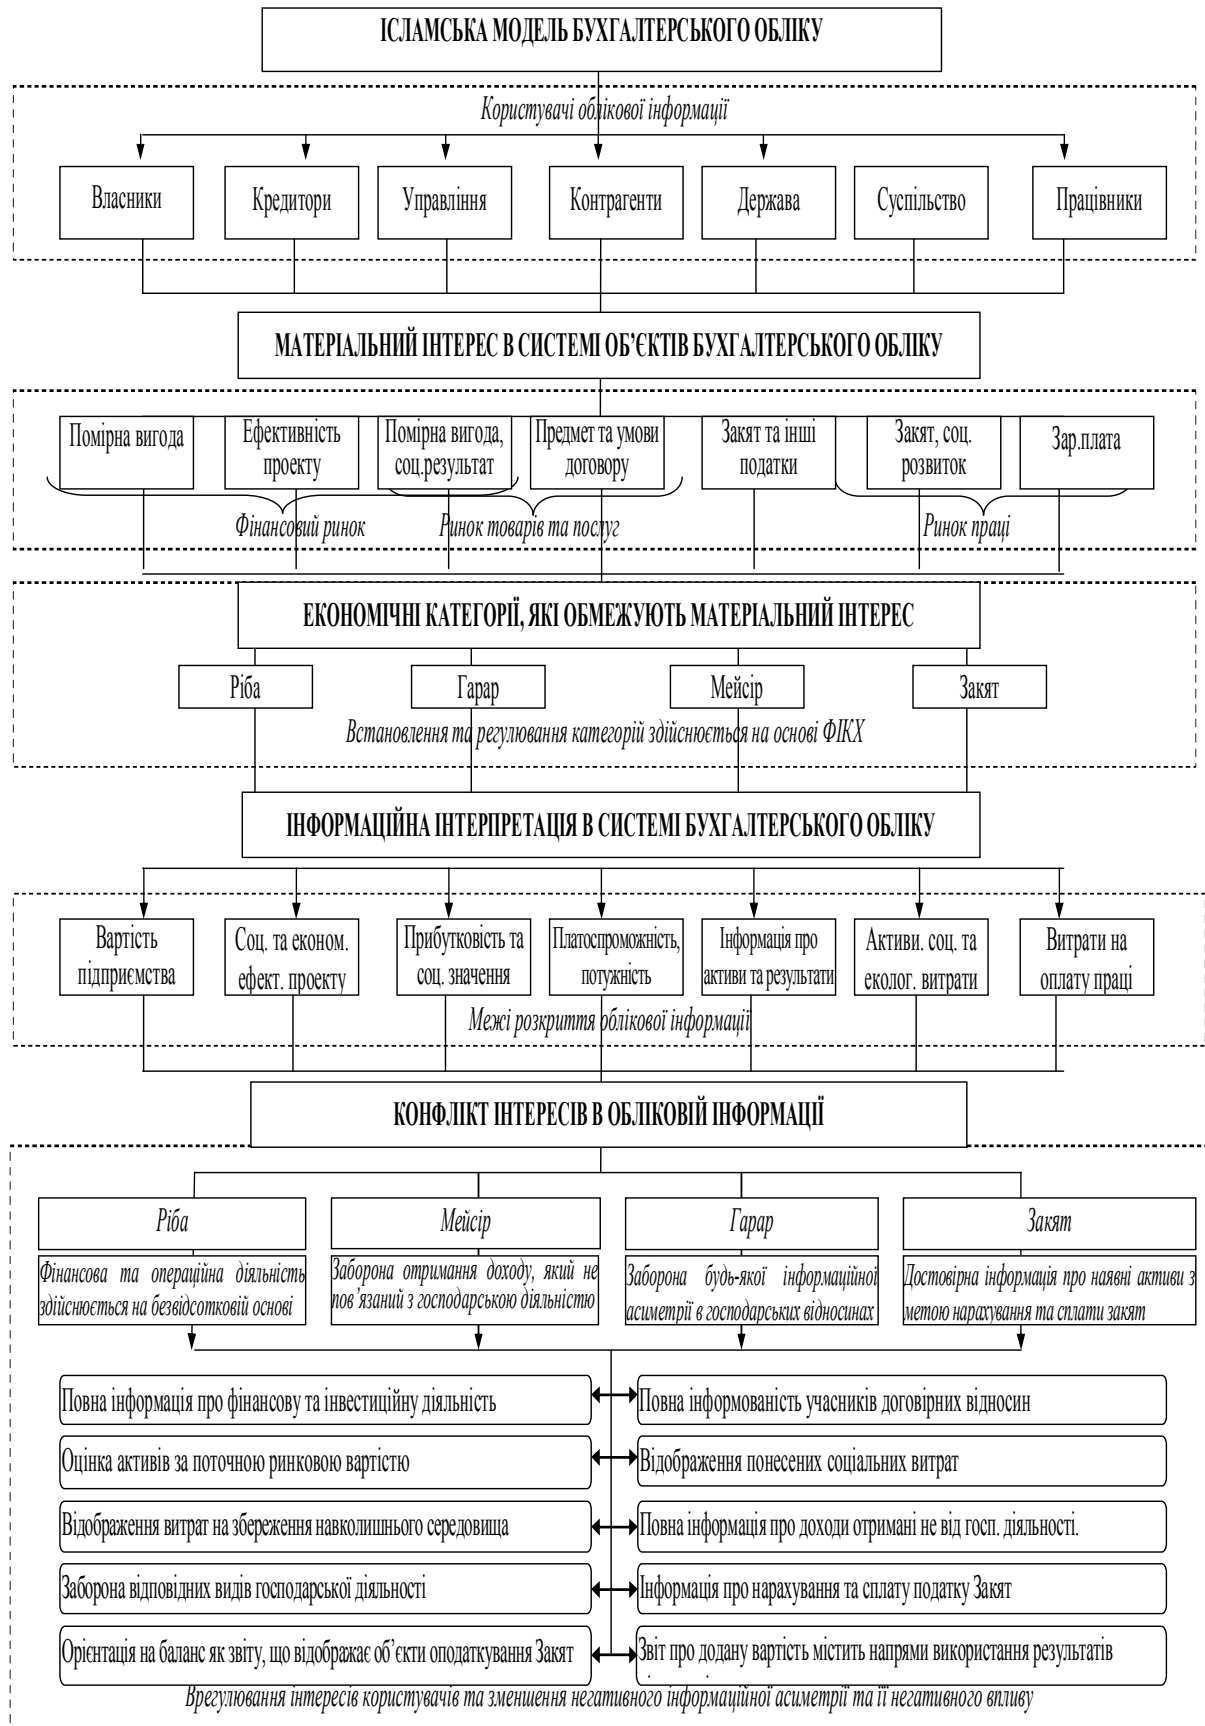 ІСЛАМСЬКА МОДЕЛЬ БУХГАЛТЕРСЬКОГО ОБЛІКУ
Користувачі облікової інформації
Власники
Кредитори
Управління
Контрагенти
Держава
Суспільство
Працівники
МАТЕРІАЛЬНИЙ ІНТЕРЕС В СИСТЕМІ ОБ’ЄКТІВ БУХГАЛТЕРСЬКОГО ОБЛІКУ
Помірна вигода
Ефективність
проекту
Помірна вигода,
соц.результат
Предмет та умови
договору
Закят та інші
податки
Закят, соц.
розвиток
Зар.плата
Фінансовий ринок
Ринок товарів та послуг
Ринок праці
ЕКОНОМІЧНІ КАТЕГОРІЇ, ЯКІ ОБМЕЖУЮТЬ МАТЕРІАЛЬНИЙ ІНТЕРЕС
Ріба
Гарар
Мейсір
Закят
Встановлення та регулювання категорій здійснюється на основі ФІКХ
ІНФОРМАЦІЙНА ІНТЕРПРЕТАЦІЯ В СИСТЕМІ БУХГАЛТЕРСЬКОГО ОБЛІКУ
Вартість
підприємства
Соц. та економ.
ефект. проекту
Прибутковість та
соц. значення
Платоспроможність,
потужність
Інформація про
активи та результати
Активи. соц. та
еколог. витрати
Витрати на
оплату праці
Межі розкриття облікової інформації
КОНФЛІКТ ІНТЕРЕСІВ В ОБЛІКОВІЙ ІНФОРМАЦІЇ
Ріба
Мейсір
Гарар
Закят
Фінансова та операційна діяльність
здійснюється на безвідсотковій основі
Заборона отримання доходу, який не
пов’язаний з господарською діяльністю
Заборона будь-якої інформаційної
асиметрії в господарських відносинах
Достовірна інформація про наявні активи з
метою нарахування та сплати закят
Повна інформація про фінансову та інвестиційну діяльність
Повна інформованість учасників договірних відносин
Оцінка активів за поточною ринковою вартістю
Відображення понесених соціальних витрат
Відображення витрат на збереження навколишнього середовища
Повна інформація про доходи отримані не від госп. діяльності.
Заборона відповідних видів господарської діяльності
Інформація про нарахування та сплату податку Закят
Орієнтація на баланс як звіту, що відображає об’єкти оподаткування Закят
Звіт про додану вартість містить напрями використання результатів
Врегулювання інтересів користувачів та зменшення негативного інформаційної асиметрії та її негативного впливу